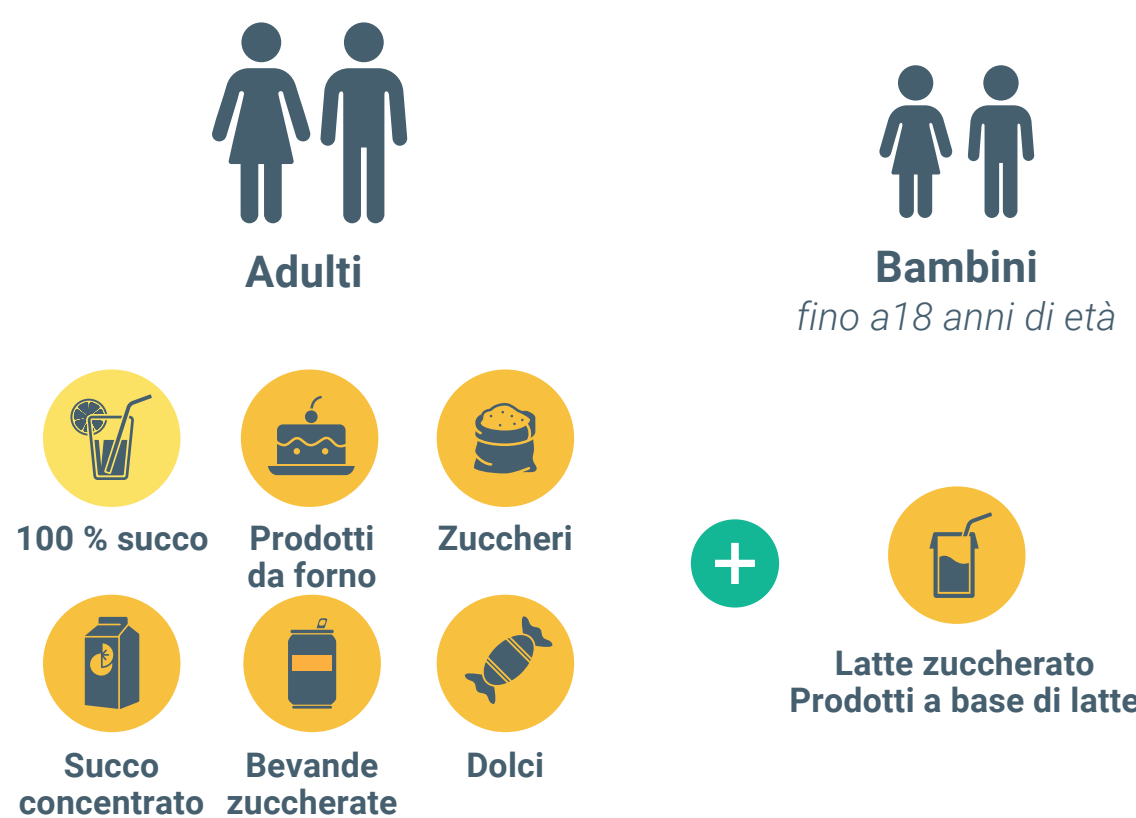 Adulti
Bambini
fino a18 anni di età
100 % succo
Prodotti
da forno
Zuccheri
Succo
concentrato
Bevande
zuccherate
Dolci
+
Latte zuccherato
Prodotti a base di latte